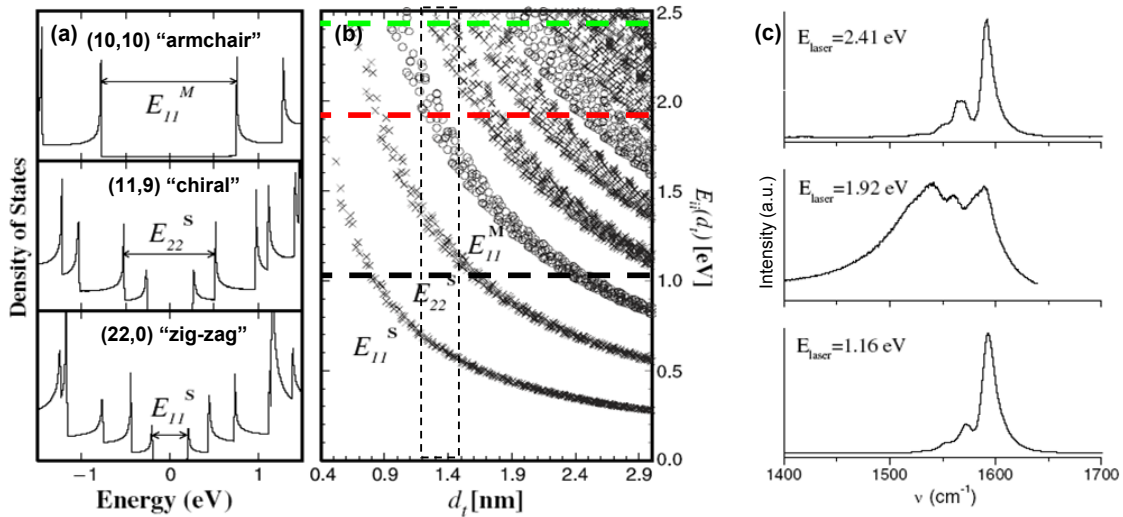 (a)
(10,10) “armchair”
E11M
(11,9) “chiral”
E22S
(22,0) “zig-zag”
E11S
Density of States
−1 0 1
Energy (eV)
(b)
2.5
2.0
1.5
1.0
0.5
0.0
E11M
E22S
E11S
Eii(dt) [eV]
0.4 0.9 1.4 1.9 2.4 2.9
dt [nm]
(c)
Elaser=2.41 eV
Elaser=1.92 eV
Elaser=1.16 eV
Intensity (a.u.)
1400 1500 1600 1700
ν (cm-1)